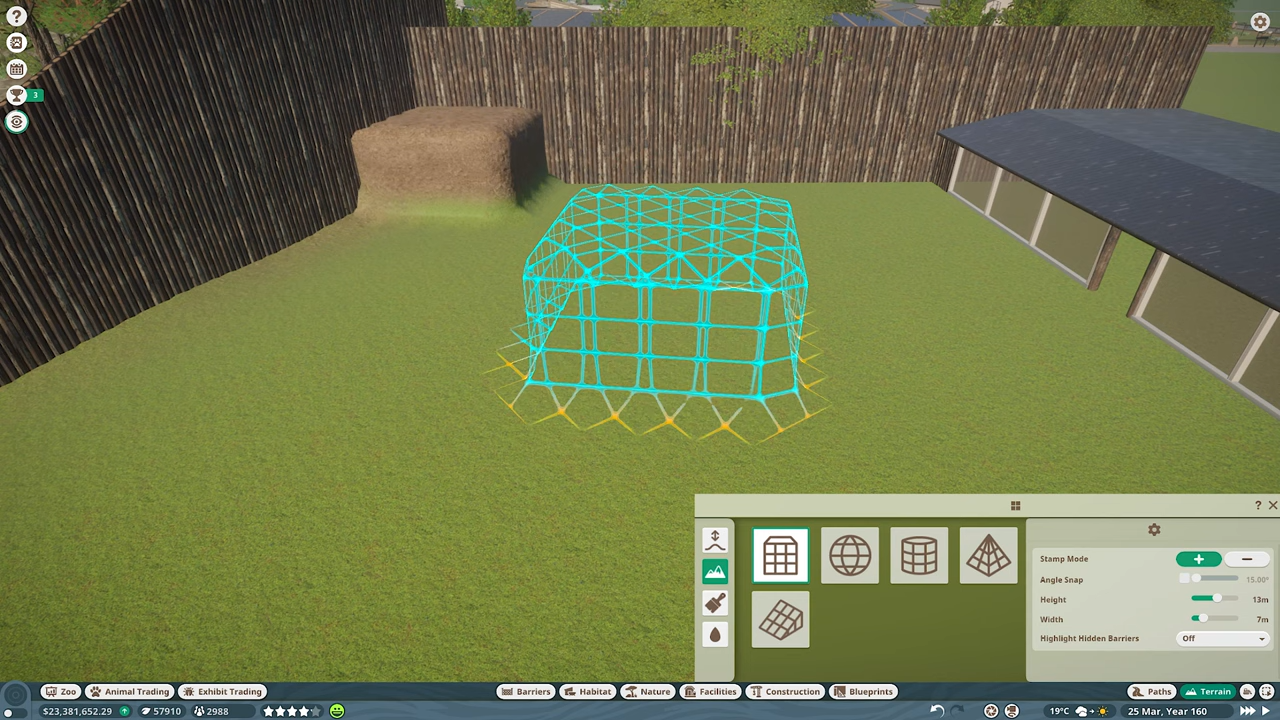 ?
3
? X
Stamp Mode + −
Angle Snap 15.00°
Height 13m
Width 7m
Highlight Hidden Barriers Off
Zoo Animal Trading Exhibit Trading Barriers Habitat Nature Facilities Construction Blueprints Paths Terrain
$23,381,652.29 57910 2988 19°C 25 Mar, Year 160